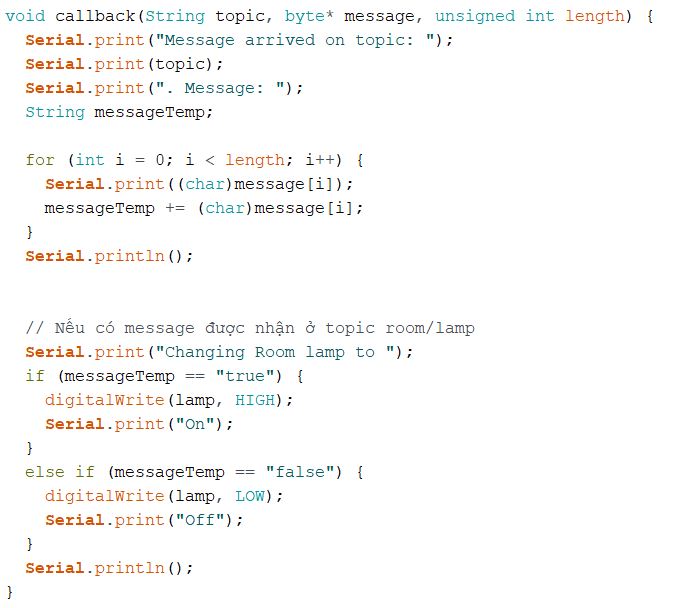 void callback(String topic, byte* message, unsigned int length) {
  Serial.print("Message arrived on topic: ");
  Serial.print(topic);
  Serial.print(". Message: ");
  String messageTemp;

  for (int i = 0; i < length; i++) {
    Serial.print((char)message[i]);
    messageTemp += (char)message[i];
  }
  Serial.println();


  // Nếu có message được nhận ở topic room/lamp
  Serial.print("Changing Room lamp to ");
  if (messageTemp == "true") {
    digitalWrite(lamp, HIGH);
    Serial.print("On");
  }
  else if (messageTemp == "false") {
    digitalWrite(lamp, LOW);
    Serial.print("Off");
  }
  Serial.println();
}